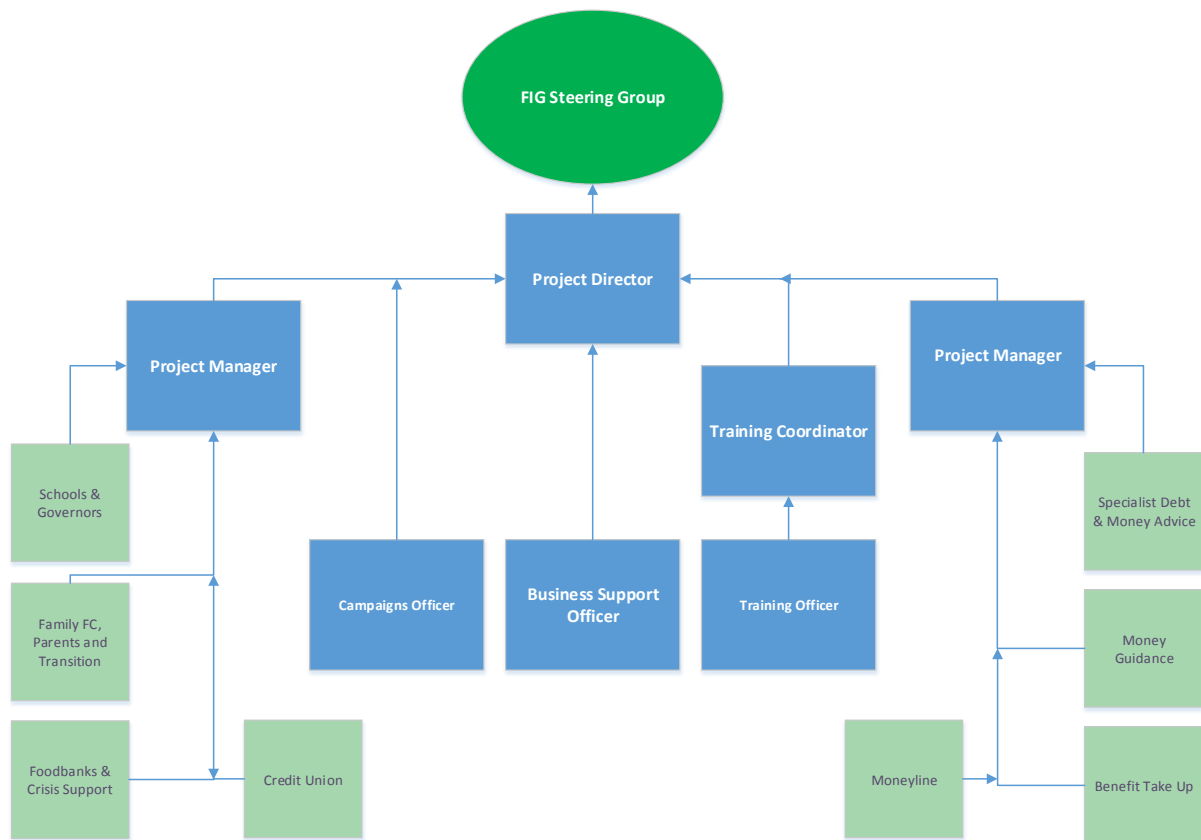 FIG Steering Group
Project Director
Project Manager
Project Manager
Training Coordinator
Schools &
Governors
Specialist Debt
& Money Advice
Campaigns Officer
Business Support
Officer
Training Officer
Family FC,
Parents and
Transition
Money
Guidance
Foodbanks &
Crisis Support
Credit Union
Moneyline
Benefit Take Up